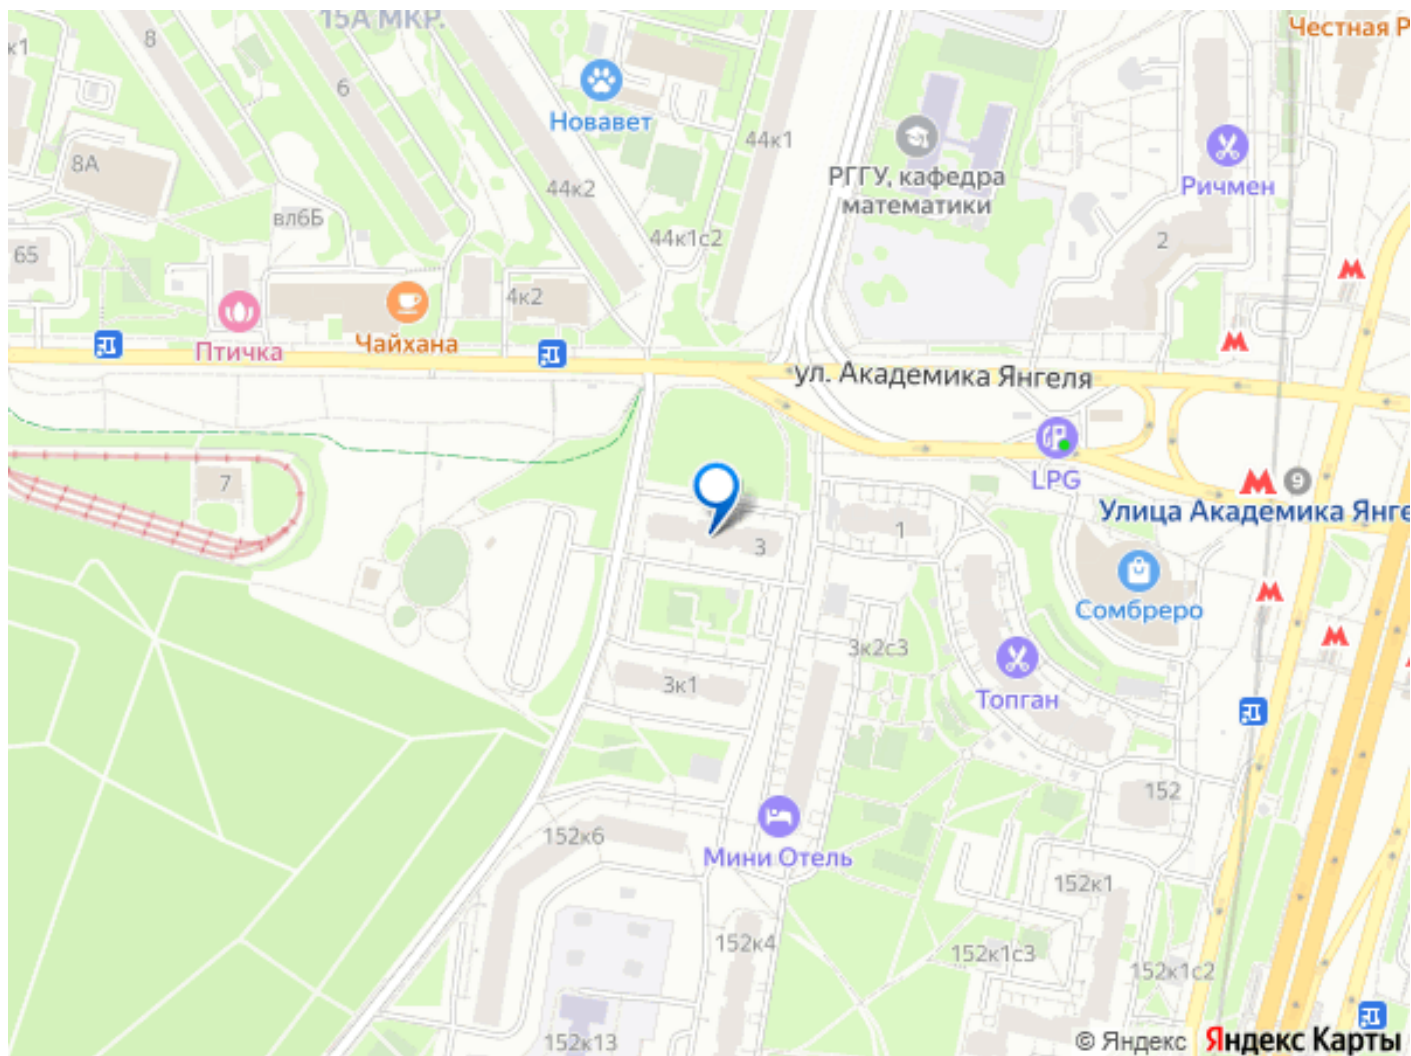 15А МКР.
Честная Р
к1
8
6
Новавет
44к1
8А
РГГУ, кафедра
математики
Ричмен
44к2
вл6Б
44к1с2
2
65
4к2
Птичка
Чайхана
ул. Академика Янгеля
LPG
7
9
Улица Академика Янге
3
1
Сомбреро
3к2с3
3к1
Топган
152
152к6
Мини Отель
152к1
152к4
152к1с3
152к1с2
152к13
© Яндекс Яндекс Карты